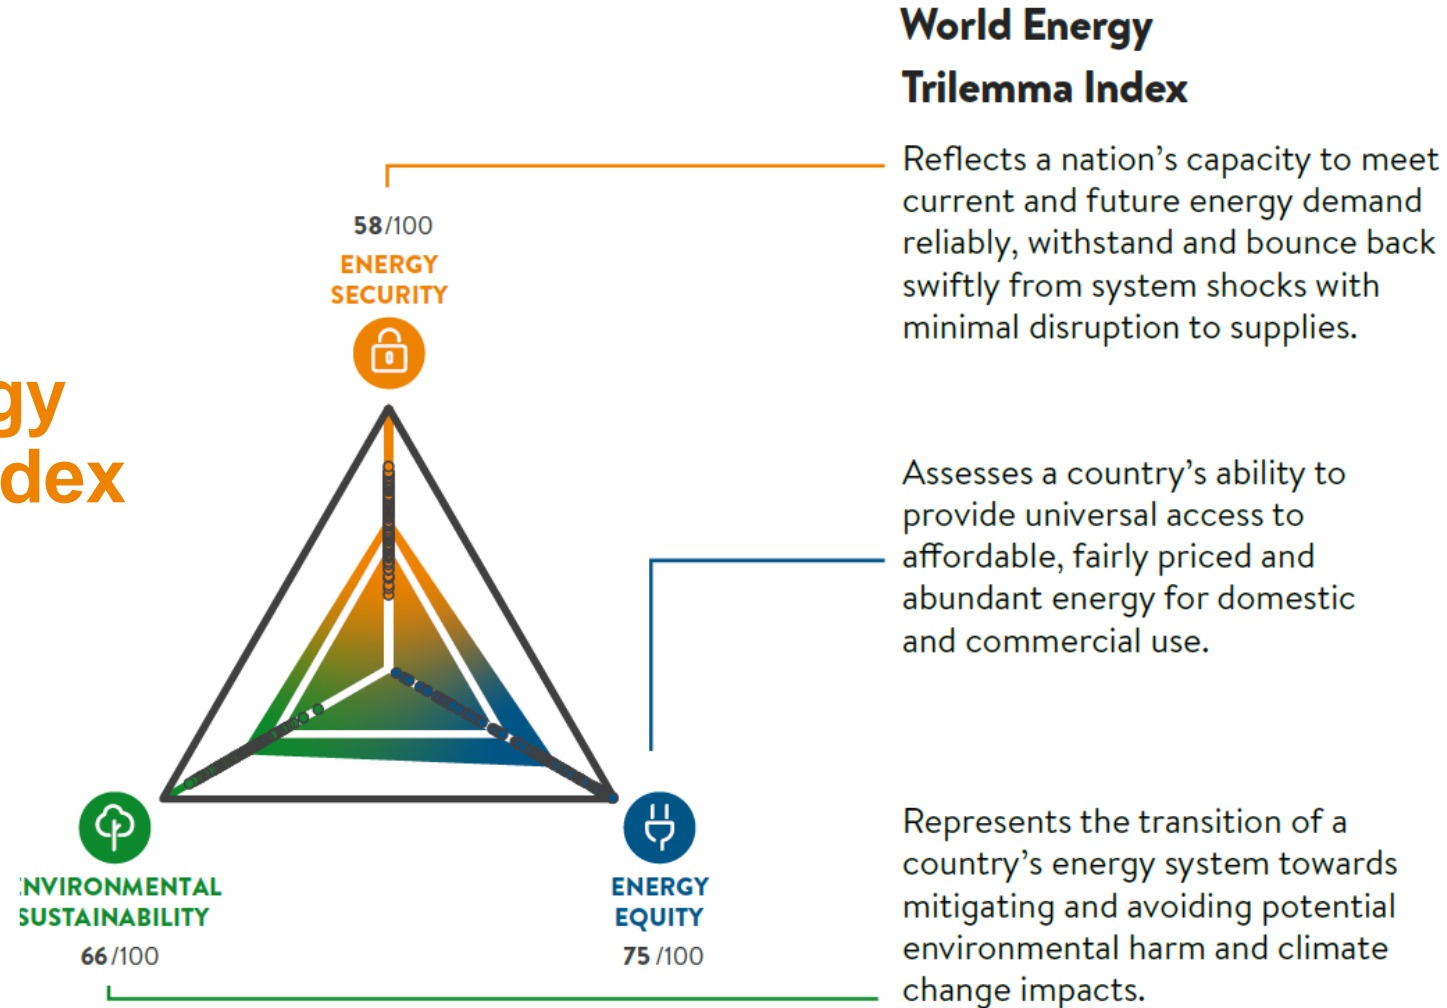 World Energy
Trilemma Index
Reflects a nation's capacity to meet
current and future energy demand
reliably, withstand and bounce back
swiftly from system shocks with
minimal disruption to supplies.
58/100
ENERGY
SECURITY
gy
dex
Assesses a country's ability to
provide universal access to
affordable, fairly priced and
abundant energy for domestic
and commercial use.
NVIRONMENTAL
SUSTAINABILITY
66/100
ENERGY
EQUITY
75/100
Represents the transition of a
country's energy system towards
mitigating and avoiding potential
environmental harm and climate
change impacts.